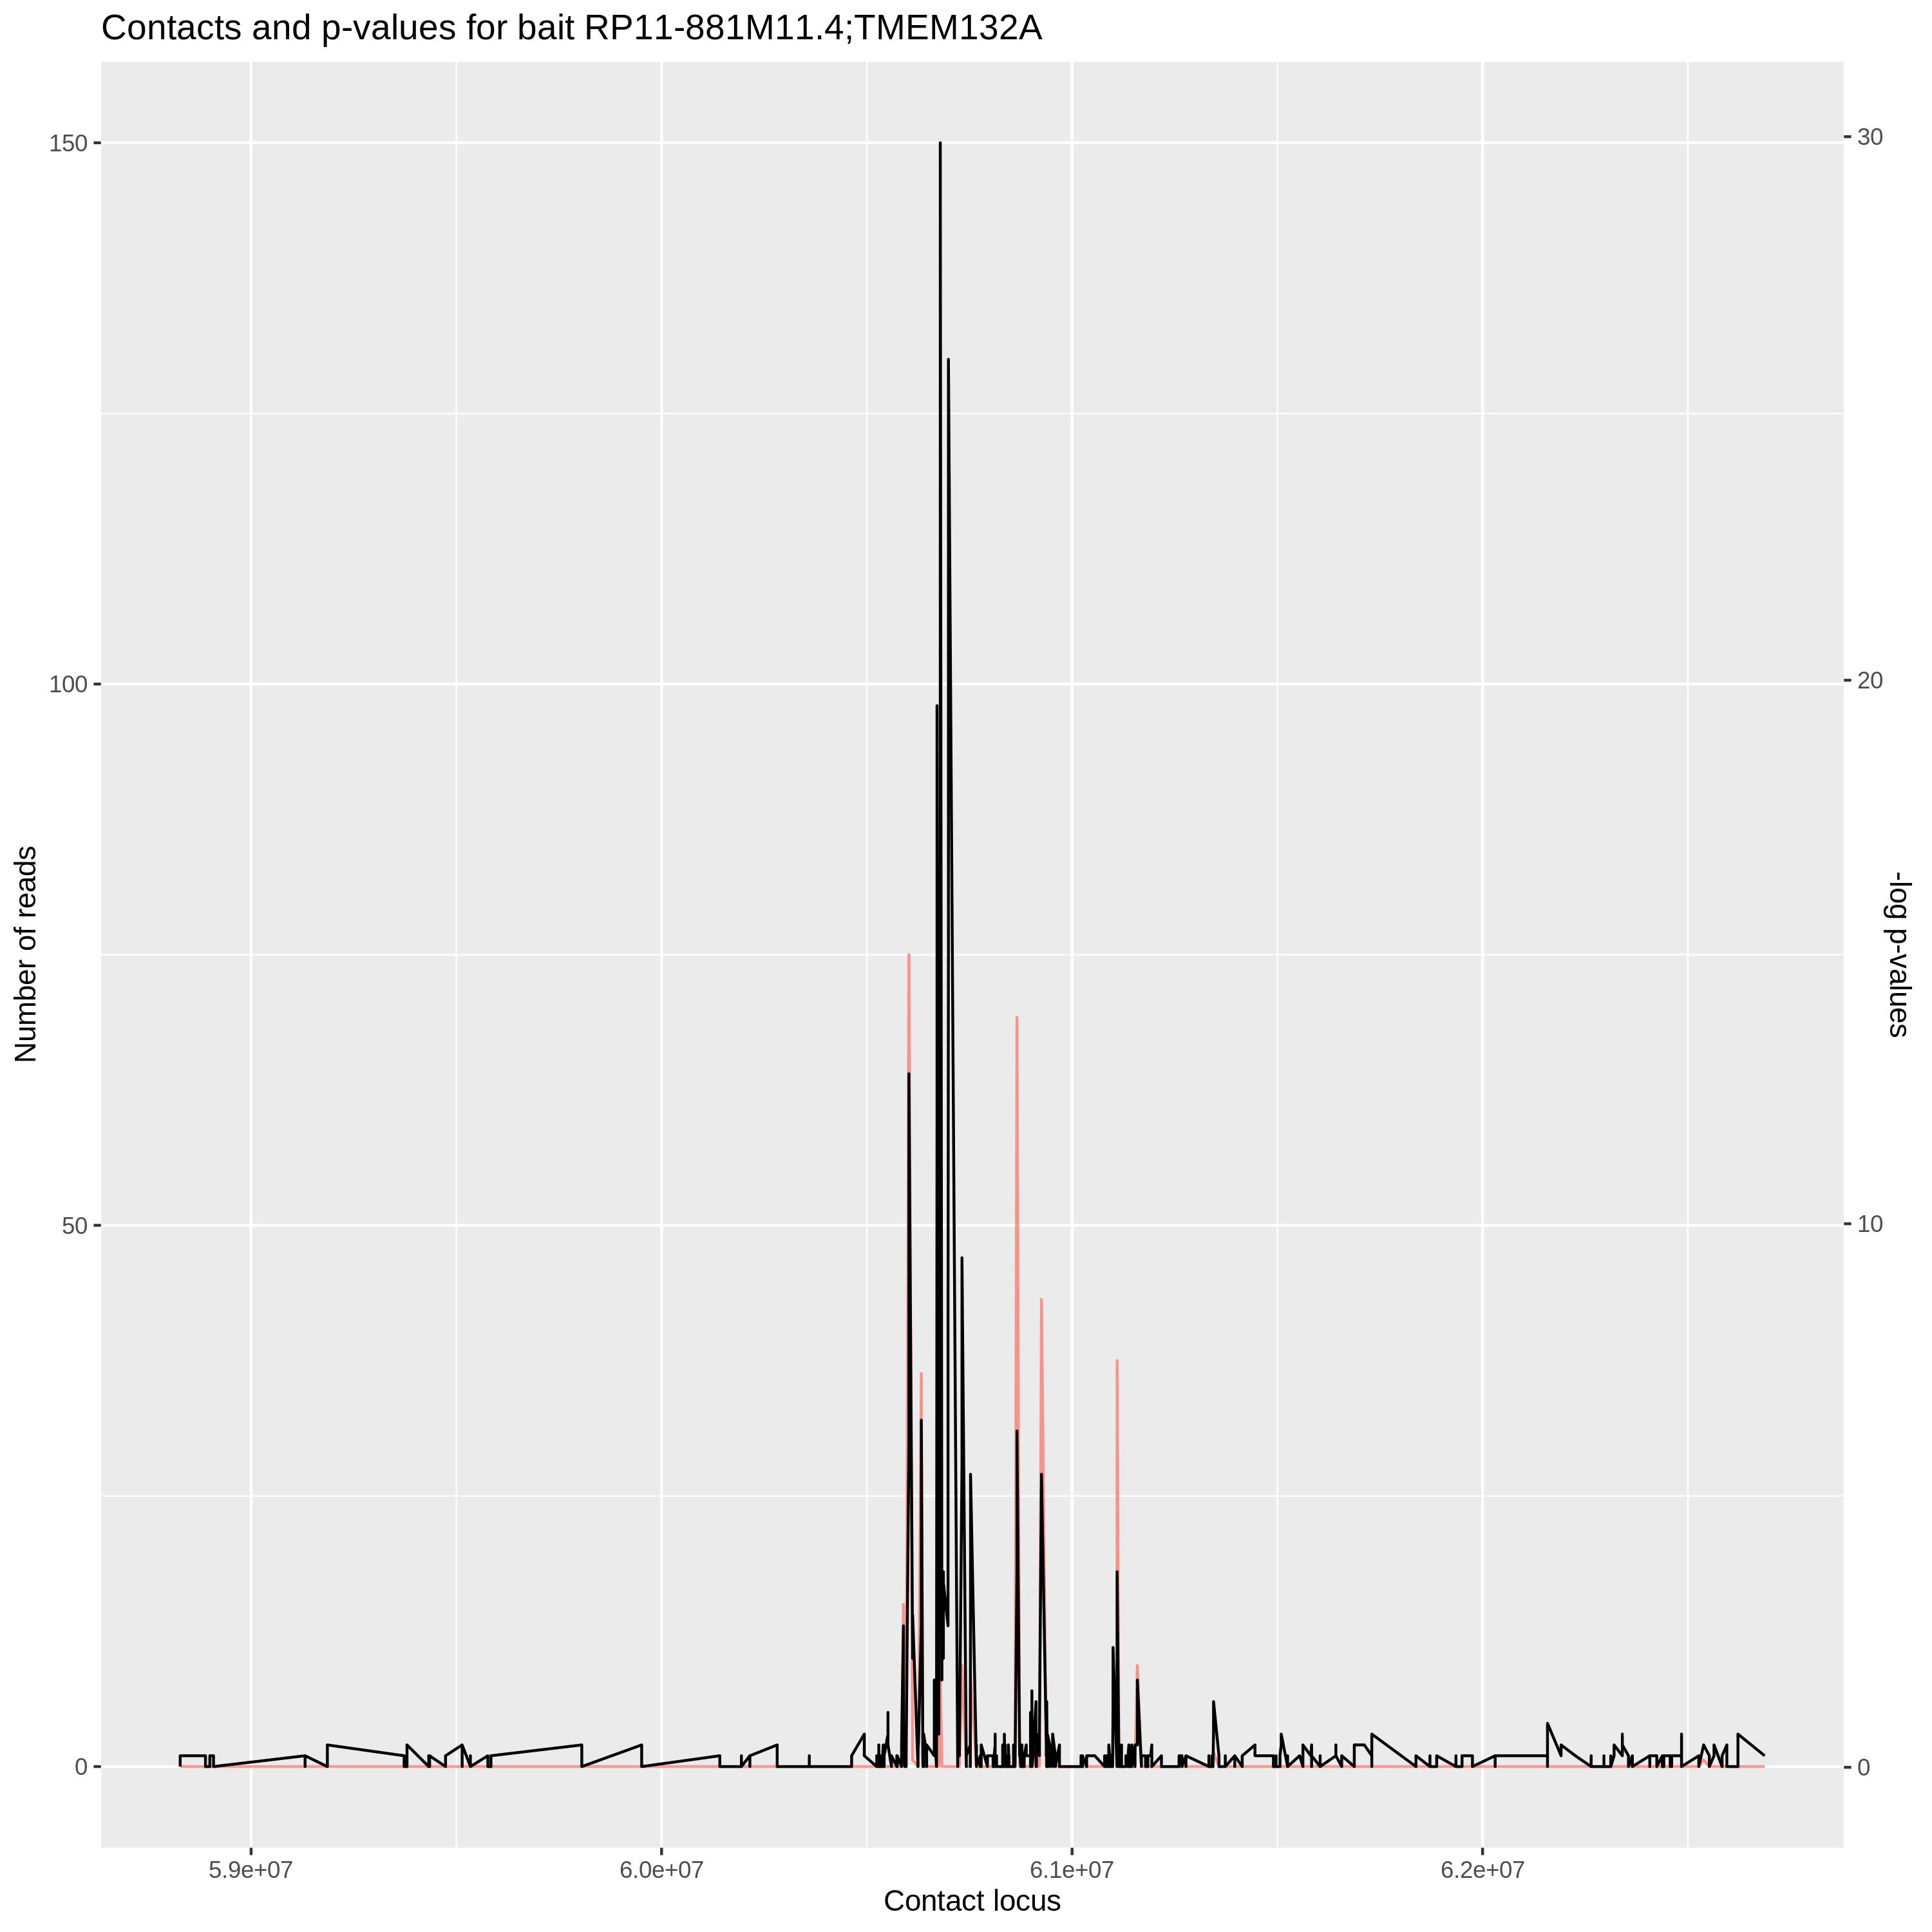 Contacts and p-values for bait RP11-881M11.4;TMEM132A
150
100
50
0
Number of reads
30
20
10
0
-log p-values
5.9e+07
6.0e+07
6.1e+07
6.2e+07
Contact locus